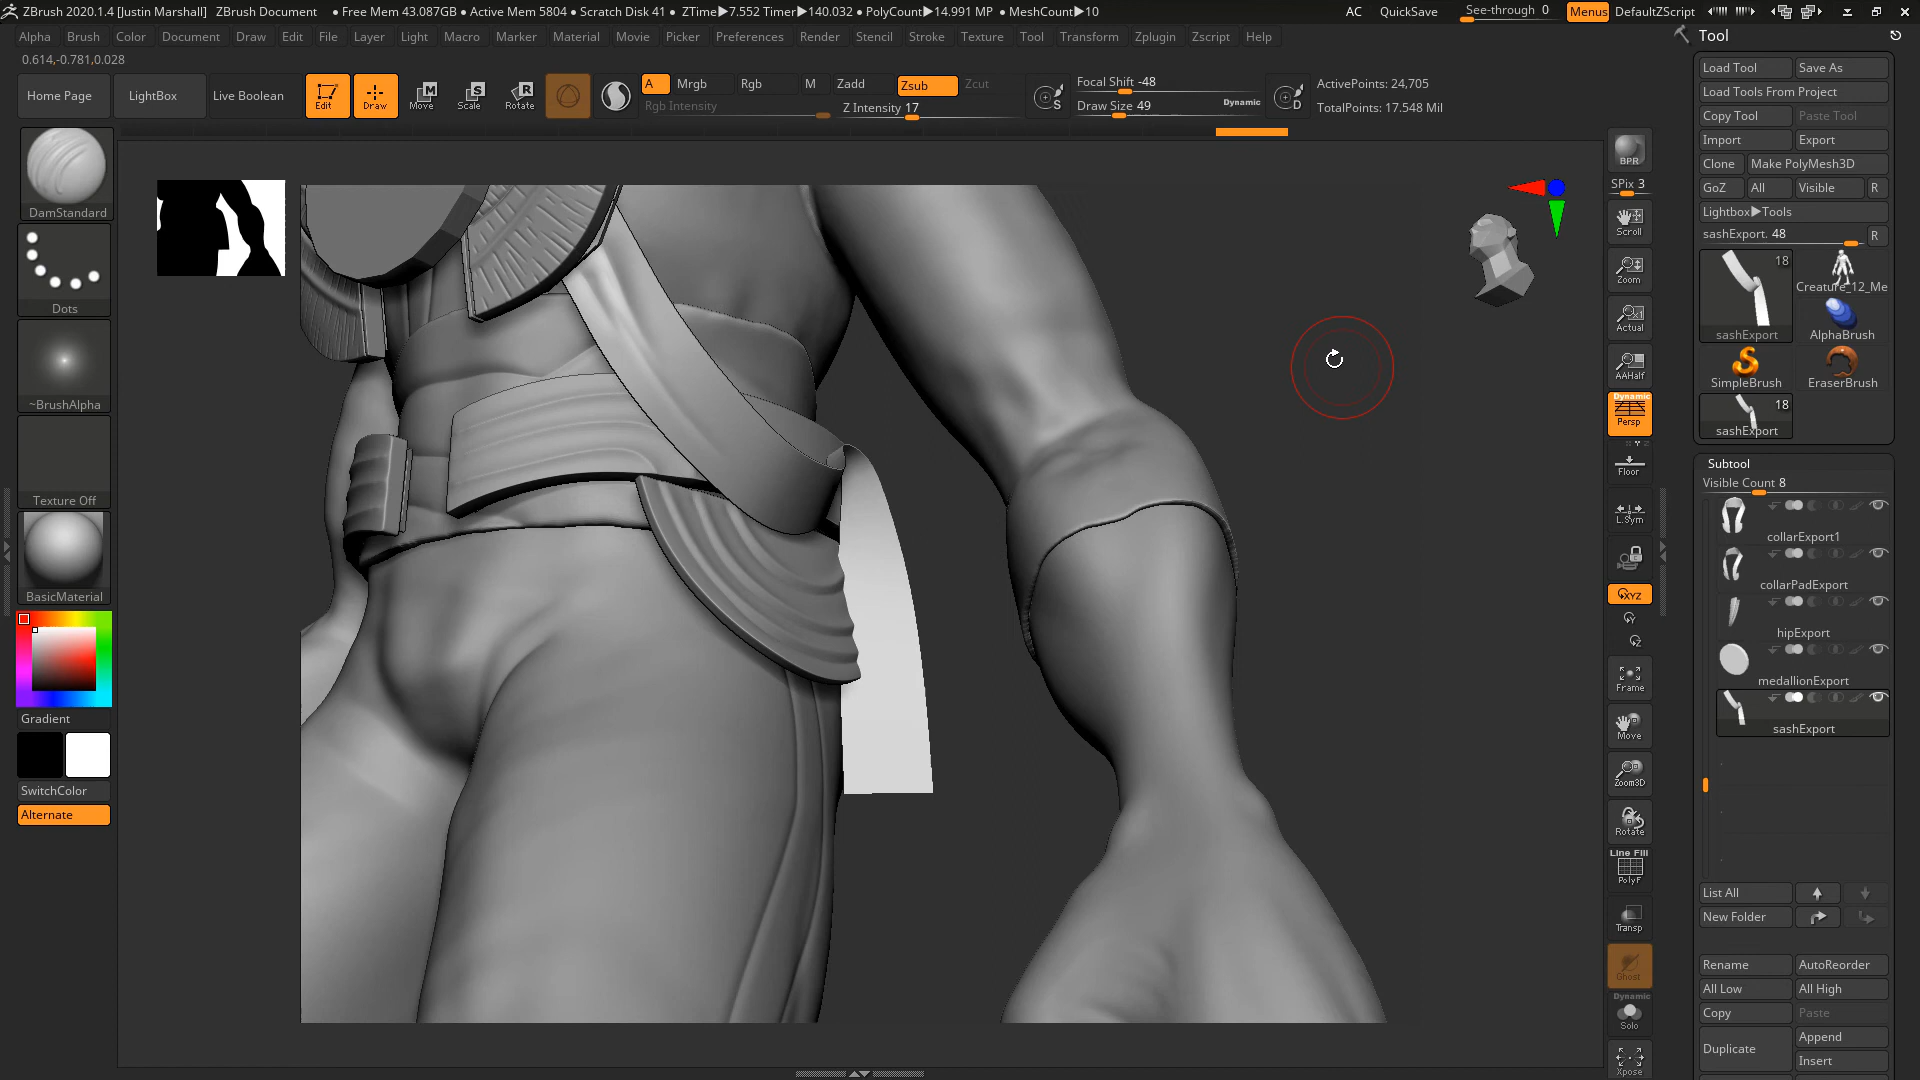 ZBrush 2020.1.4 [Justin Marshall] ZBrush Document ● Free Mem 43.087GB ● Active Mem 5804 ● Scratch Disk 41 ● ZTime▶7.552 Timer▶140.032 ● PolyCount▶14.991 MP ● MeshCount▶10 AC QuickSave See-through 0 Menus DefaultZScript
Alpha Brush Color Document Draw Edit File Layer Light Macro Marker Material Movie Picker Preferences Render Stencil Stroke Texture Tool Transform Zplugin Zscript Help
0.614,-0.781,0.028
Home Page LightBox Live Boolean Edit Draw Move Scale Rotate
A Mrgb Rgb M Zadd Zsub Zcut
Rgb Intensity Z Intensity 17
S Focal Shift -48
Draw Size 49 Dynamic D
ActivePoints: 24,705
TotalPoints: 17.548 Mil
DamStandard
Dots
~BrushAlpha
Texture Off
BasicMaterial
Gradient
SwitchColor
Alternate
BPR
SPix 3
Scroll
Zoom
Actual
AAHalf
Dynamic
Persp
Floor
L.Sym
XYZ
Y
Z
Frame
Move
Zoom3D
Rotate
Line Fill
PolyF
Transp
Ghost
Dynamic
Solo
Xpose
Tool
Load Tool Save As
Load Tools From Project
Copy Tool Paste Tool
Import Export
Clone Make PolyMesh3D
GoZ All Visible R
Lightbox▶Tools
sashExport. 48 R
18
sashExport
Creature_12_Me
AlphaBrush
SimpleBrush EraserBrush
18
sashExport
Subtool
Visible Count 8
collarExport1
collarPadExport
hipExport
medallionExport
sashExport
List All
New Folder
Rename AutoReorder
All Low All High
Copy Paste
Duplicate Append
Insert